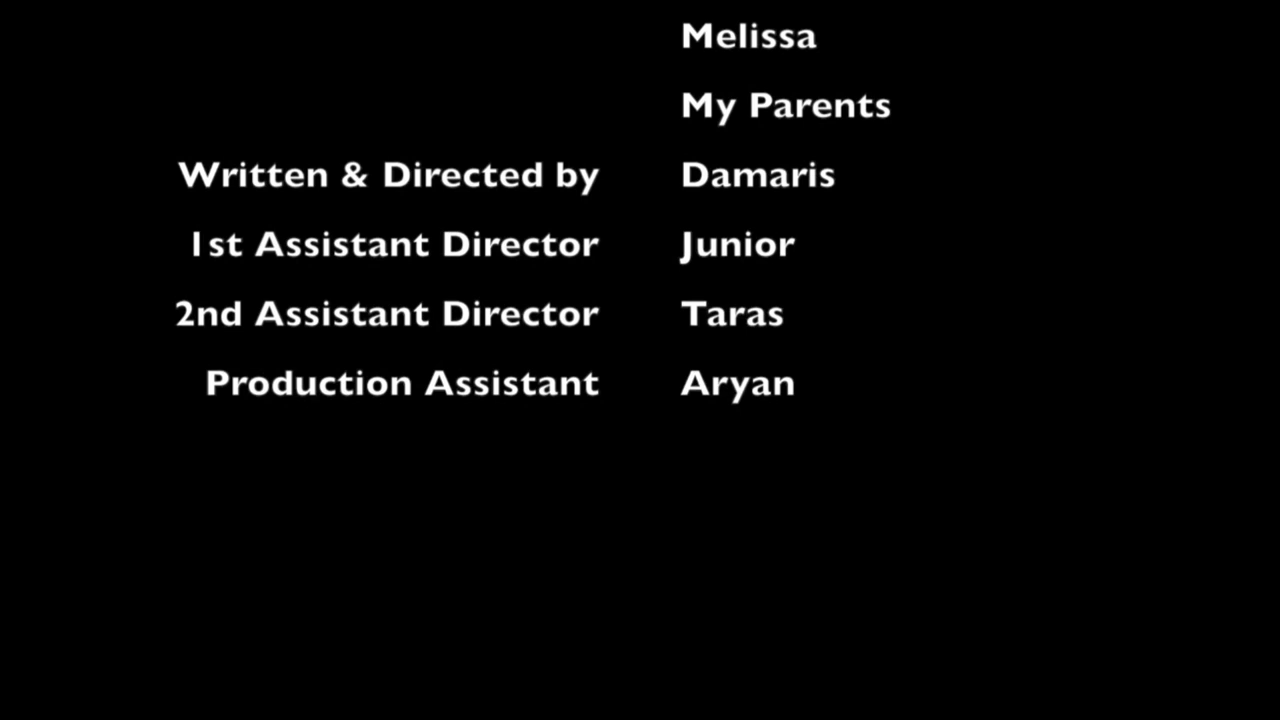 Melissa
My Parents
Written & Directed by Damaris
1st Assistant Director Junior
2nd Assistant Director Taras
Production Assistant Aryan